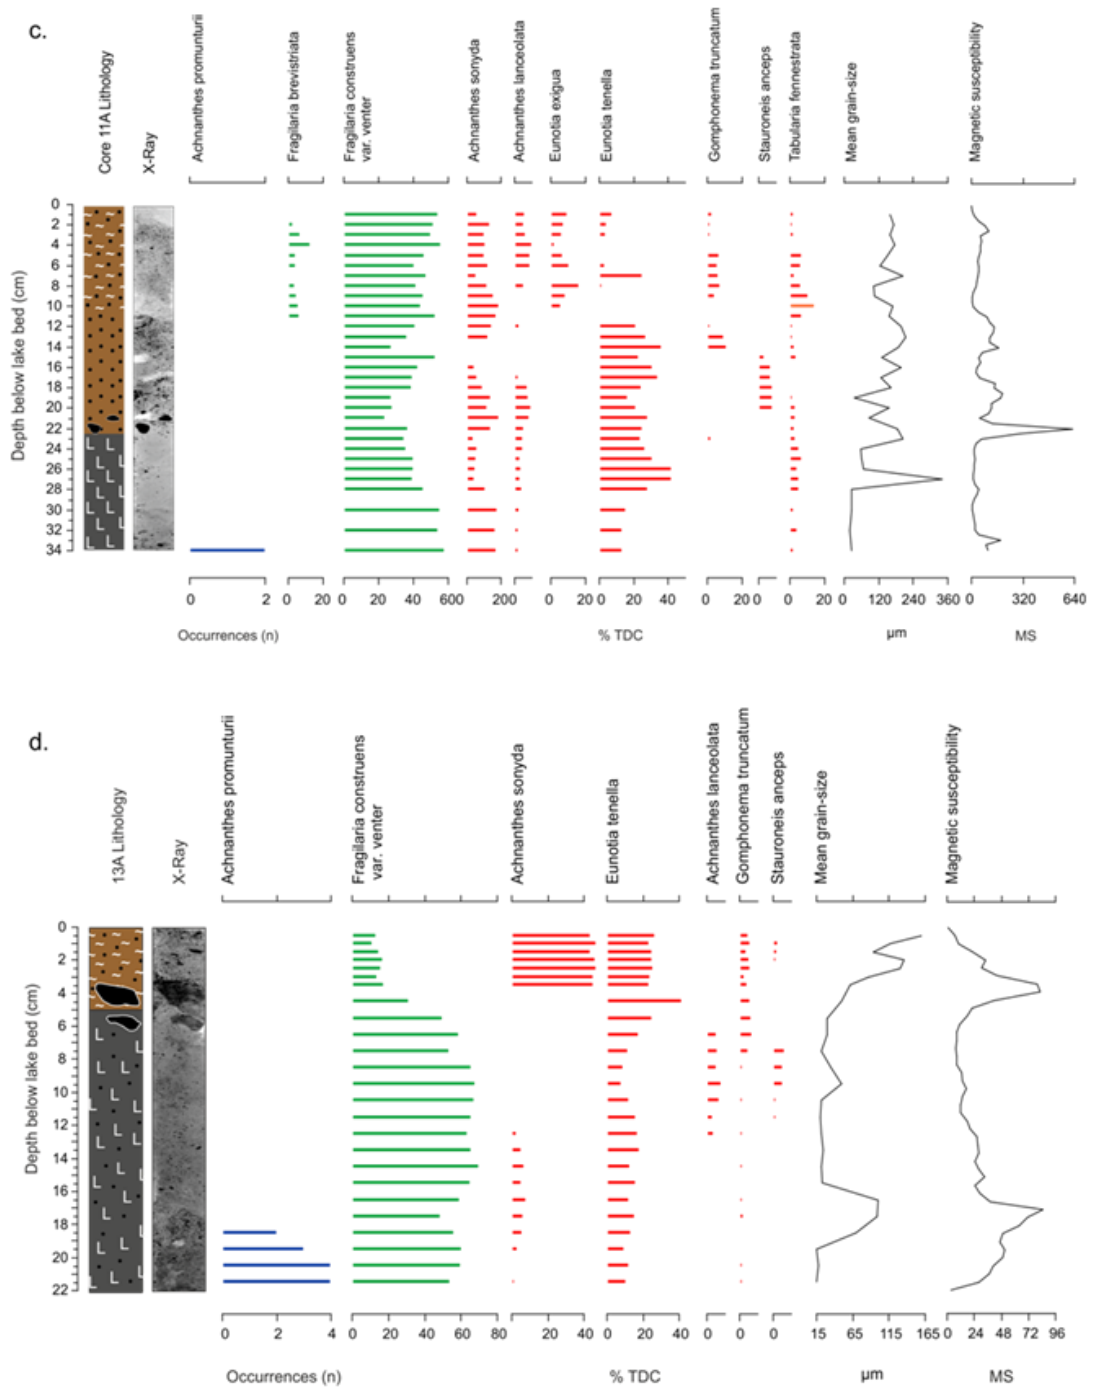 c.
Core 11A Lithology
X-Ray
Achnanthes promunturii
Fragilaria brevistriata
Fragilaria construens
var. venter
Achnanthes sonyda
Achnanthes lanceolata
Eunotia exigua
Eunotia tenella
Gomphonema truncatum
Stauroneis anceps
Tabularia fennestrata
Mean grain-size
Magnetic susceptibility
Depth below lake bed (cm)
0
2
4
6
8
10
12
14
16
18
20
22
24
26
28
30
32
34
0 2 0 20 0 20 40 600 200 0 20 0 20 40 0 20 0 0 20 0 120 240 360 0 320 640
Occurrences (n) % TDC µm MS
d.
13A Lithology
X-Ray
Achnanthes promunturii
Fragilaria construens
var. venter
Achnanthes sonyda
Eunotia tenella
Achnanthes lanceolata
Gomphonema truncatum
Stauroneis anceps
Mean grain-size
Magnetic susceptibility
Depth below lake bed (cm)
0
2
4
6
8
10
12
14
16
18
20
22
0 2 4 0 20 40 60 80 0 20 40 0 20 40 0 0 0 15 65 115 165 0 24 48 72 96
Occurrences (n) % TDC µm MS